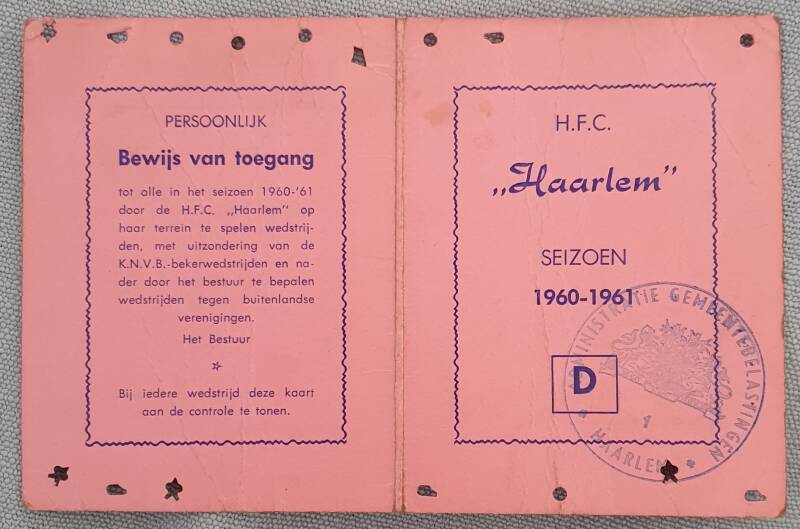 PERSOONLIJK
Bewijs van toegang
tot alle in het seizoen 1960-'61
door de H.F.C. „Haarlem" op
haar terrein te spelen wedstrij-
den, met uitzondering van de
K.N.V.B.-bekerwedstrijden en na-
der door het bestuur te bepalen
wedstrijden tegen buitenlandse
verenigingen.
Het Bestuur
Bij iedere wedstrijd deze kaart
aan de controle te tonen.
H.F.C.
„Haarlem"
SEIZOEN
1960-1961
D
ADMINISTRATIE GEMEENTEBELASTINGEN
1
HAARLEM